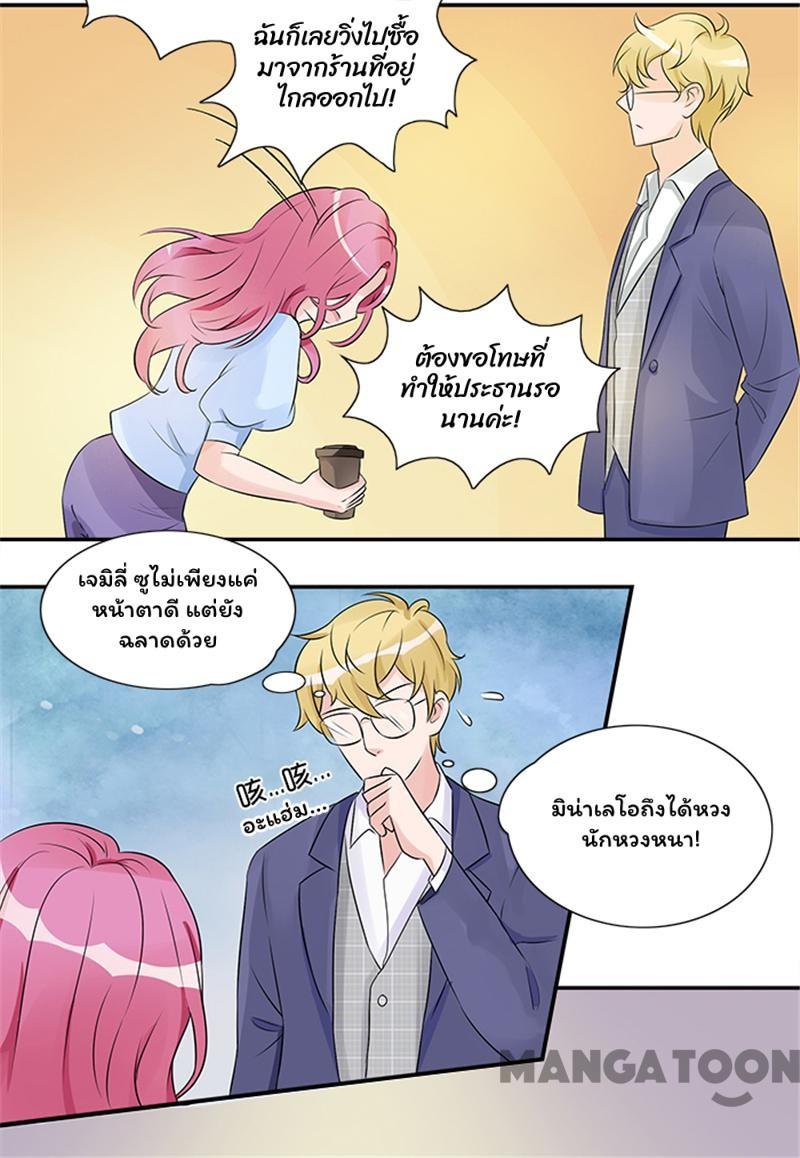 ฉันก็เลยวิ่งไปซื้อ
มาจากร้านที่อยู่
ไกลออกไป!
ต้องขอโทษที่
ทำให้ประธานรอ
นานค่ะ!
เจมิลี่ ซูไม่เพียงแค่
หน้าตาดี แต่ยัง
ฉลาดด้วย
咳...咳...
อะแฮ่ม...
มิน่าเลโอถึงได้หวง
นักหวงหนา!
MANGATOON